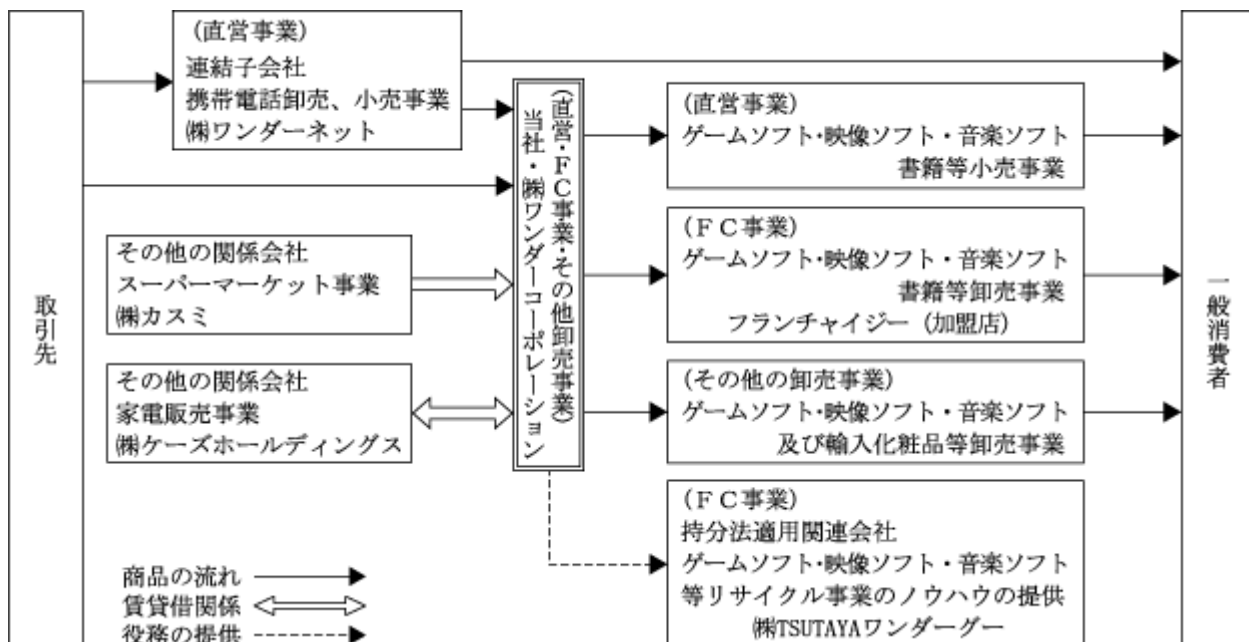 取引先
(直営事業)
連結子会社
携帯電話卸売、小売事業
㈱ワンダーネット
その他の関係会社
スーパーマーケット事業
㈱カスミ
その他の関係会社
家電販売事業
㈱ケーズホールディングス
(直営・FC事業・その他卸売事業)
当社・㈱ワンダーコーポレーション
(直営事業)
ゲームソフト・映像ソフト・音楽ソフト
書籍等小売事業
(FC事業)
ゲームソフト・映像ソフト・音楽ソフト
書籍等卸売事業
フランチャイジー(加盟店)
(その他の卸売事業)
ゲームソフト・映像ソフト・音楽ソフト
及び輸入化粧品等卸売事業
(FC事業)
持分法適用関連会社
ゲームソフト・映像ソフト・音楽ソフト
等リサイクル事業のノウハウの提供
㈱TSUTAYAワンダーグー
一般消費者
商品の流れ
賃貸借関係
役務の提供